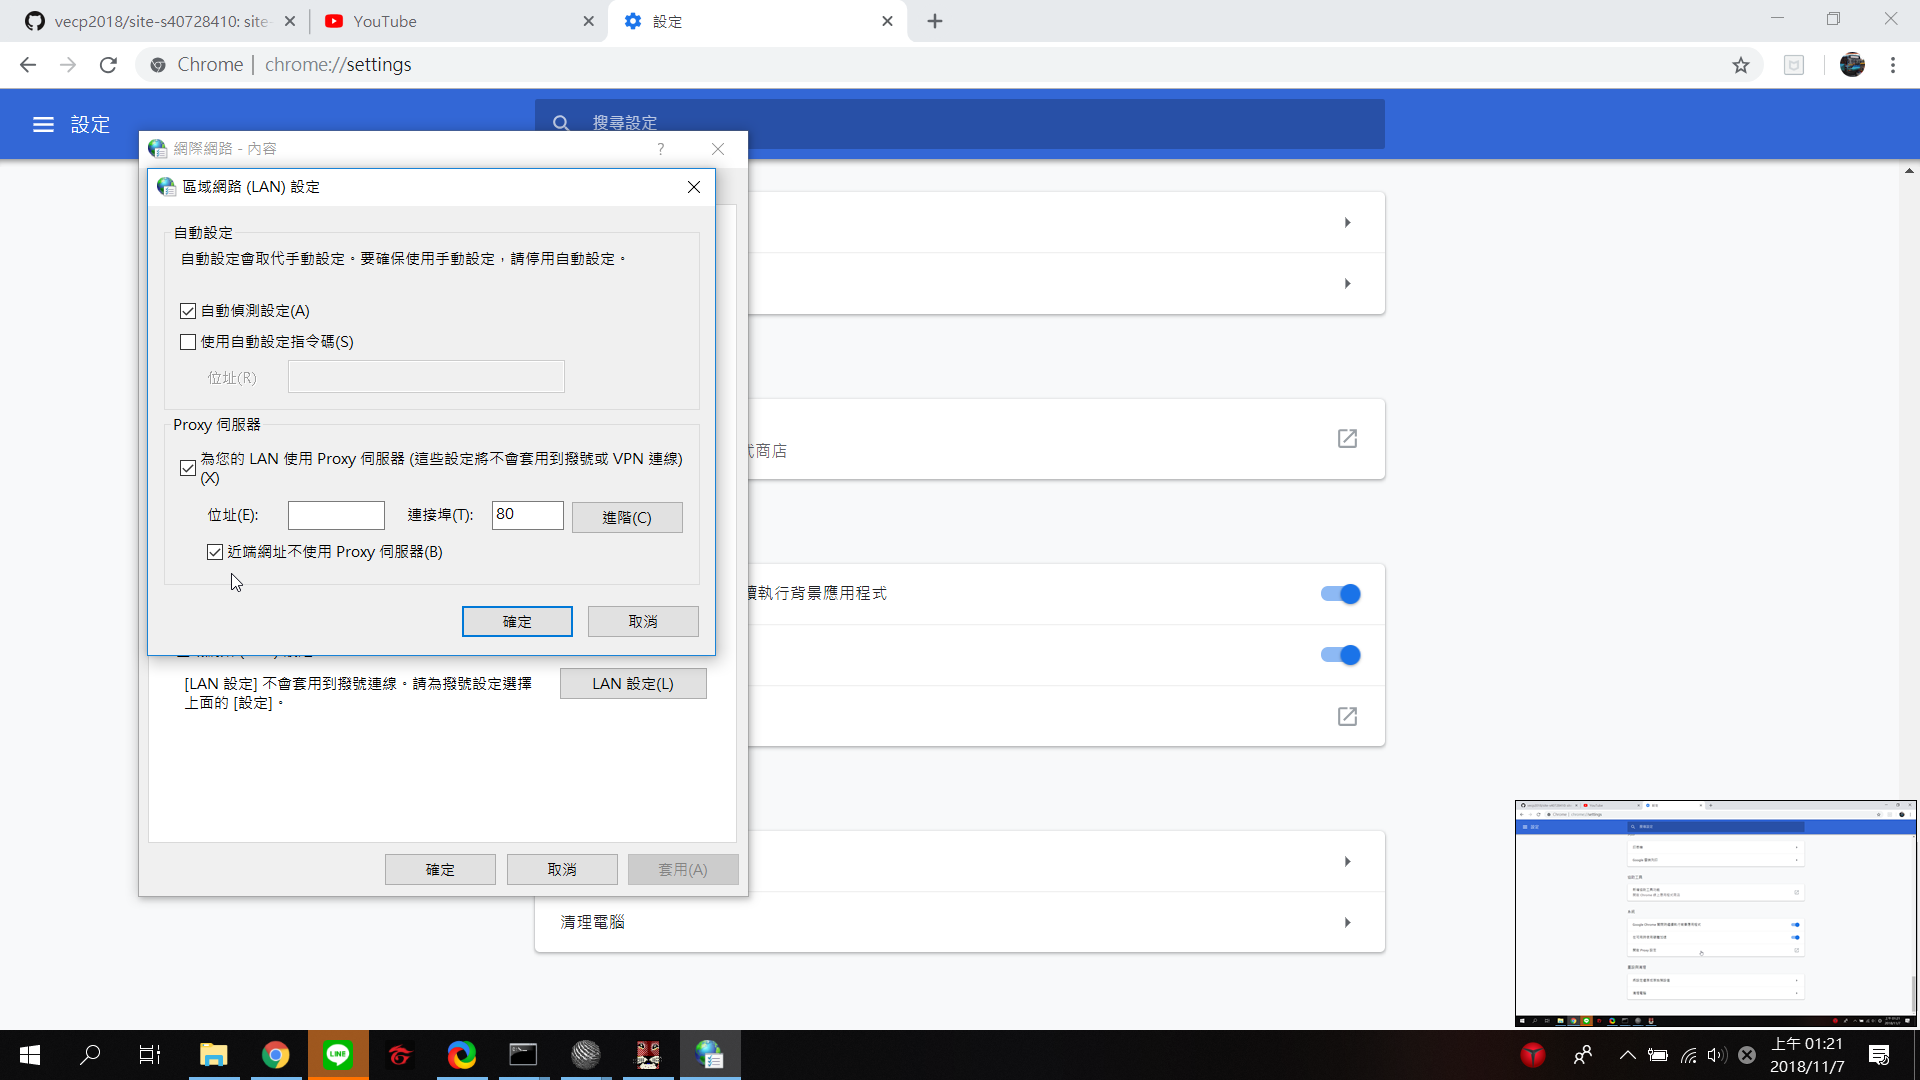 vecp2018/site-s40728410: site-
YouTube
設定
Chrome | chrome://settings
設定
搜尋設定
網際網路 - 內容
?
區域網路 (LAN) 設定
自動設定
自動設定會取代手動設定。要確保使用手動設定，請停用自動設定。
自動偵測設定(A)
使用自動設定指令碼(S)
位址(R)
Proxy 伺服器
為您的 LAN 使用 Proxy 伺服器 (這些設定將不會套用到撥號或 VPN 連線)
(X)
位址(E):
連接埠(T):
80
進階(C)
近端網址不使用 Proxy 伺服器(B)
確定
取消
式商店
續執行背景應用程式
[LAN 設定] 不會套用到撥號連線。請為撥號設定選擇
上面的 [設定]。
LAN 設定(L)
確定
取消
套用(A)
清理電腦
LINE
上午 01:21
2018/11/7